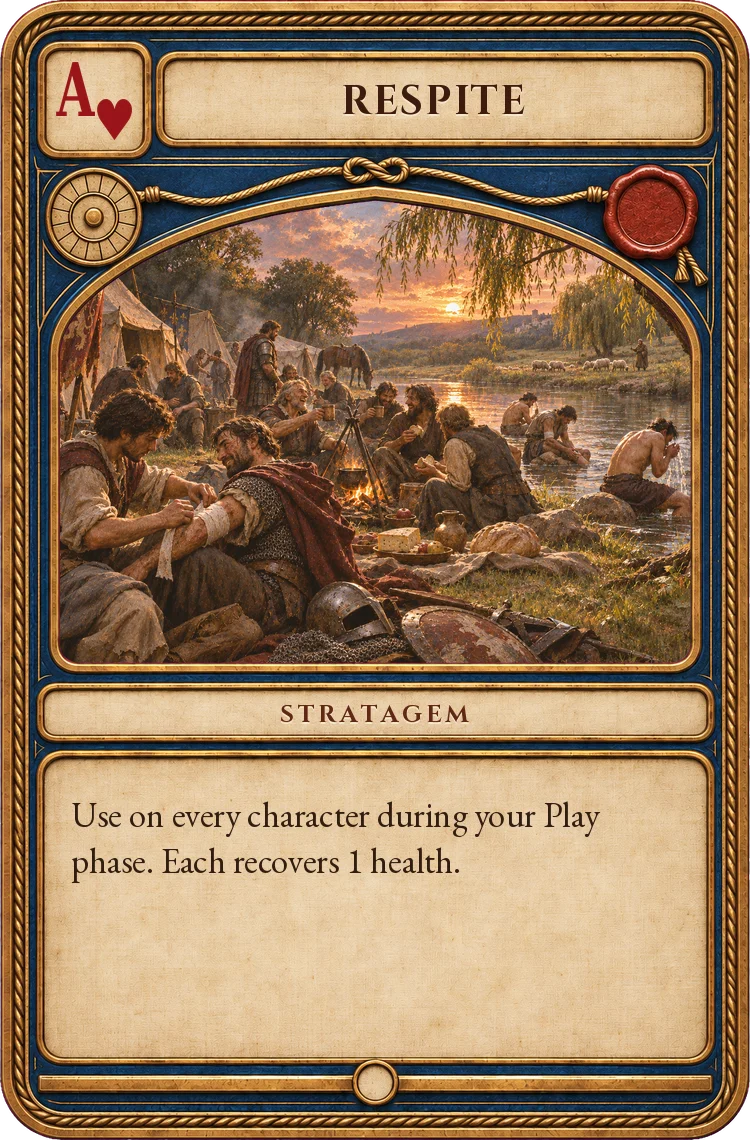 A♥
RESPITE
STRATAGEM
Use on every character during your Play
phase. Each recovers 1 health.